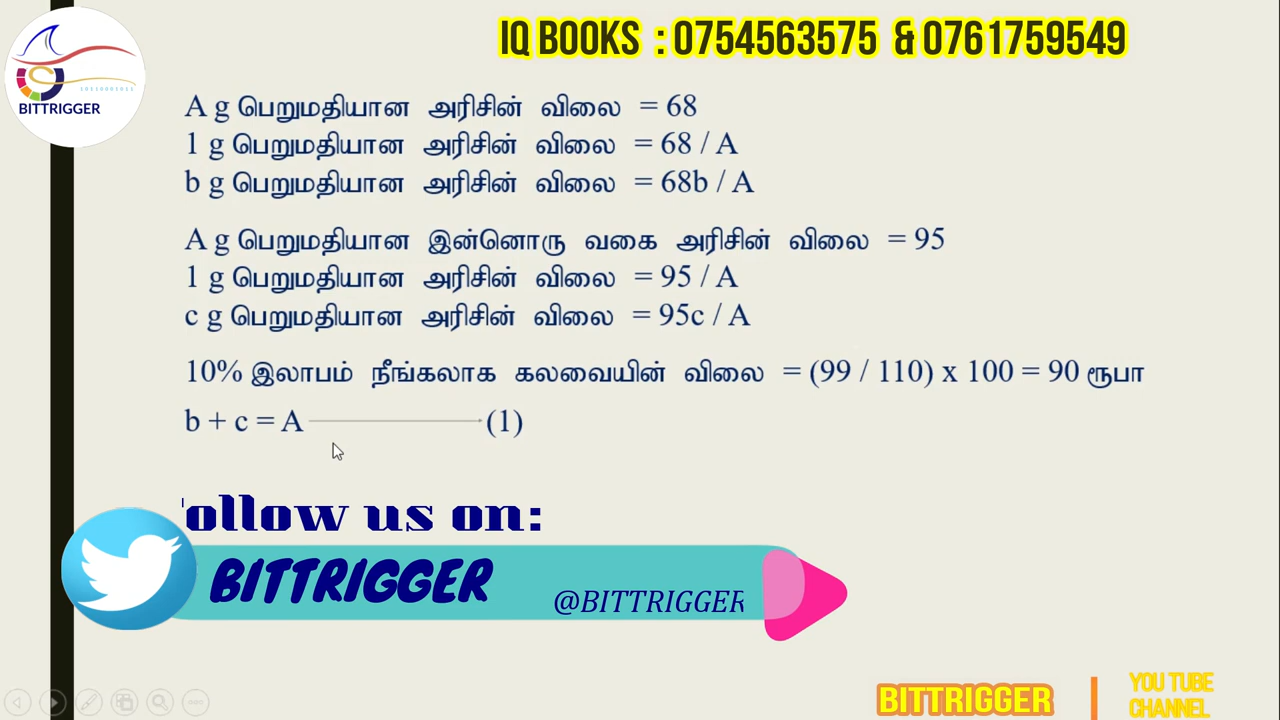 IQ BOOKS : 0754563575 & 0761759549
10110001011
BITTRIGGER
A g பெறுமதியான அரிசின் விலை = 68
1 g பெறுமதியான அரிசின் விலை = 68 / A
b g பெறுமதியான அரிசின் விலை = 68b / A
A g பெறுமதியான இன்னொரு வகை அரிசின் விலை = 95
1 g பெறுமதியான அரிசின் விலை = 95 / A
c g பெறுமதியான அரிசின் விலை = 95c / A
10% இலாபம் நீங்கலாக கலவையின் விலை = (99 / 110) x 100 = 90 ரூபா
b + c = A (1)
ollow us on:
BITTRIGGER
@BITTRIGGER
BITTRIGGER
YOU TUBE
CHANNEL